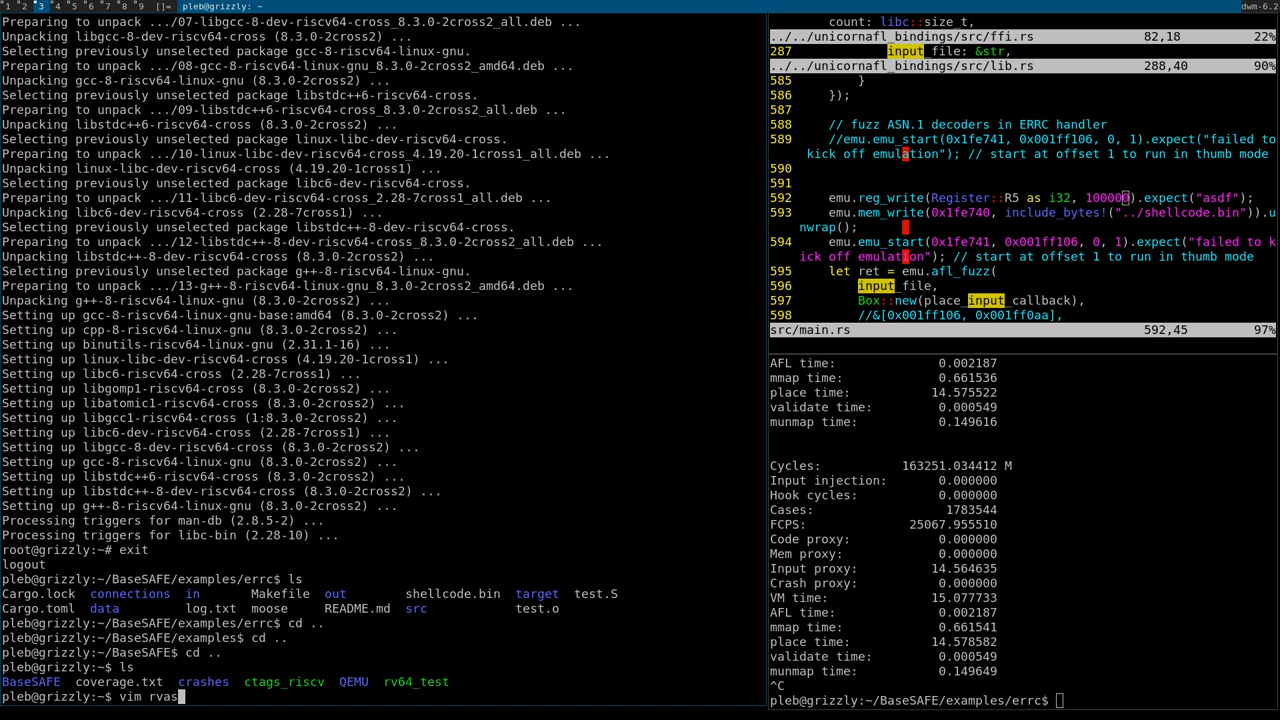 1 2 3 4 5 6 7 8 9 []= pleb@grizzly: ~ dwm-6.2
Preparing to unpack .../07-libgcc-8-dev-riscv64-cross_8.3.0-2cross2_all.deb ...
Unpacking libgcc-8-dev-riscv64-cross (8.3.0-2cross2) ...
Selecting previously unselected package gcc-8-riscv64-linux-gnu.
Preparing to unpack .../08-gcc-8-riscv64-linux-gnu_8.3.0-2cross2_amd64.deb ...
Unpacking gcc-8-riscv64-linux-gnu (8.3.0-2cross2) ...
Selecting previously unselected package libstdc++6-riscv64-cross.
Preparing to unpack .../09-libstdc++6-riscv64-cross_8.3.0-2cross2_all.deb ...
Unpacking libstdc++6-riscv64-cross (8.3.0-2cross2) ...
Selecting previously unselected package linux-libc-dev-riscv64-cross.
Preparing to unpack .../10-linux-libc-dev-riscv64-cross_4.19.20-1cross1_all.deb ...
Unpacking linux-libc-dev-riscv64-cross (4.19.20-1cross1) ...
Selecting previously unselected package libc6-dev-riscv64-cross.
Preparing to unpack .../11-libc6-dev-riscv64-cross_2.28-7cross1_all.deb ...
Unpacking libc6-dev-riscv64-cross (2.28-7cross1) ...
Selecting previously unselected package libstdc++-8-dev-riscv64-cross.
Preparing to unpack .../12-libstdc++-8-dev-riscv64-cross_8.3.0-2cross2_all.deb ...
Unpacking libstdc++-8-dev-riscv64-cross (8.3.0-2cross2) ...
Selecting previously unselected package g++-8-riscv64-linux-gnu.
Preparing to unpack .../13-g++-8-riscv64-linux-gnu_8.3.0-2cross2_amd64.deb ...
Unpacking g++-8-riscv64-linux-gnu (8.3.0-2cross2) ...
Setting up gcc-8-riscv64-linux-gnu-base:amd64 (8.3.0-2cross2) ...
Setting up cpp-8-riscv64-linux-gnu (8.3.0-2cross2) ...
Setting up binutils-riscv64-linux-gnu (2.31.1-16) ...
Setting up linux-libc-dev-riscv64-cross (4.19.20-1cross1) ...
Setting up libc6-riscv64-cross (2.28-7cross1) ...
Setting up gcc-8-riscv64-linux-gnu (8.3.0-2cross2) ...
Setting up libgomp1-riscv64-cross (8.3.0-2cross2) ...
Setting up libatomic1-riscv64-cross (8.3.0-2cross2) ...
Setting up libgcc1-riscv64-cross (1:8.3.0-2cross2) ...
Setting up libc6-dev-riscv64-cross (2.28-7cross1) ...
Setting up libgcc-8-dev-riscv64-cross (8.3.0-2cross2) ...
Setting up gcc-8-riscv64-linux-gnu (8.3.0-2cross2) ...
Setting up libstdc++6-riscv64-cross (8.3.0-2cross2) ...
Setting up libstdc++-8-dev-riscv64-cross (8.3.0-2cross2) ...
Setting up g++-8-riscv64-linux-gnu (8.3.0-2cross2) ...
Processing triggers for man-db (2.8.5-2) ...
Processing triggers for libc-bin (2.28-10) ...
root@grizzly:~# exit
logout
pleb@grizzly:~/BaseSAFE/examples/errc$ ls
Cargo.lock connections in Makefile out shellcode.bin target test.S
Cargo.toml data log.txt moose README.md src test.o
pleb@grizzly:~/BaseSAFE/examples/errc$ cd ..
pleb@grizzly:~/BaseSAFE/examples$ cd ..
pleb@grizzly:~/BaseSAFE$ cd ..
pleb@grizzly:~$ ls
BaseSAFE coverage.txt crashes ctags_riscv QEMU rv64_test
pleb@grizzly:~$ vim rvas
count: libc::size_t,
../../unicornafl_bindings/src/ffi.rs 82,18 22%
287 input_file: &str,
../../unicornafl_bindings/src/lib.rs 288,40 90%
585 }
586 });
587
588 // fuzz ASN.1 decoders in ERRC handler
589 //emu.emu_start(0x1fe741, 0x001ff106, 0, 1).expect("failed to
kick off emulation"); // start at offset 1 to run in thumb mode
590
591
592 emu.reg_write(Register::R5 as i32, 100000).expect("asdf");
593 emu.mem_write(0x1fe740, include_bytes!("../shellcode.bin")).u
nwrap();
594 emu.emu_start(0x1fe741, 0x001ff106, 0, 1).expect("failed to k
ick off emulation"); // start at offset 1 to run in thumb mode
595 let ret = emu.afl_fuzz(
596 input_file,
597 Box::new(place_input_callback),
598 //&[0x001ff106, 0x001ff0aa],
src/main.rs 592,45 97%
AFL time: 0.002187
mmap time: 0.661536
place time: 14.575522
validate time: 0.000549
munmap time: 0.149616
Cycles: 163251.034412 M
Input injection: 0.000000
Hook cycles: 0.000000
Cases: 1783544
FCPS: 25067.955510
Code proxy: 0.000000
Mem proxy: 0.000000
Input proxy: 14.564635
Crash proxy: 0.000000
VM time: 15.077733
AFL time: 0.002187
mmap time: 0.661541
place time: 14.578582
validate time: 0.000549
munmap time: 0.149671
^C
pleb@grizzly:~/BaseSAFE/examples/errc$